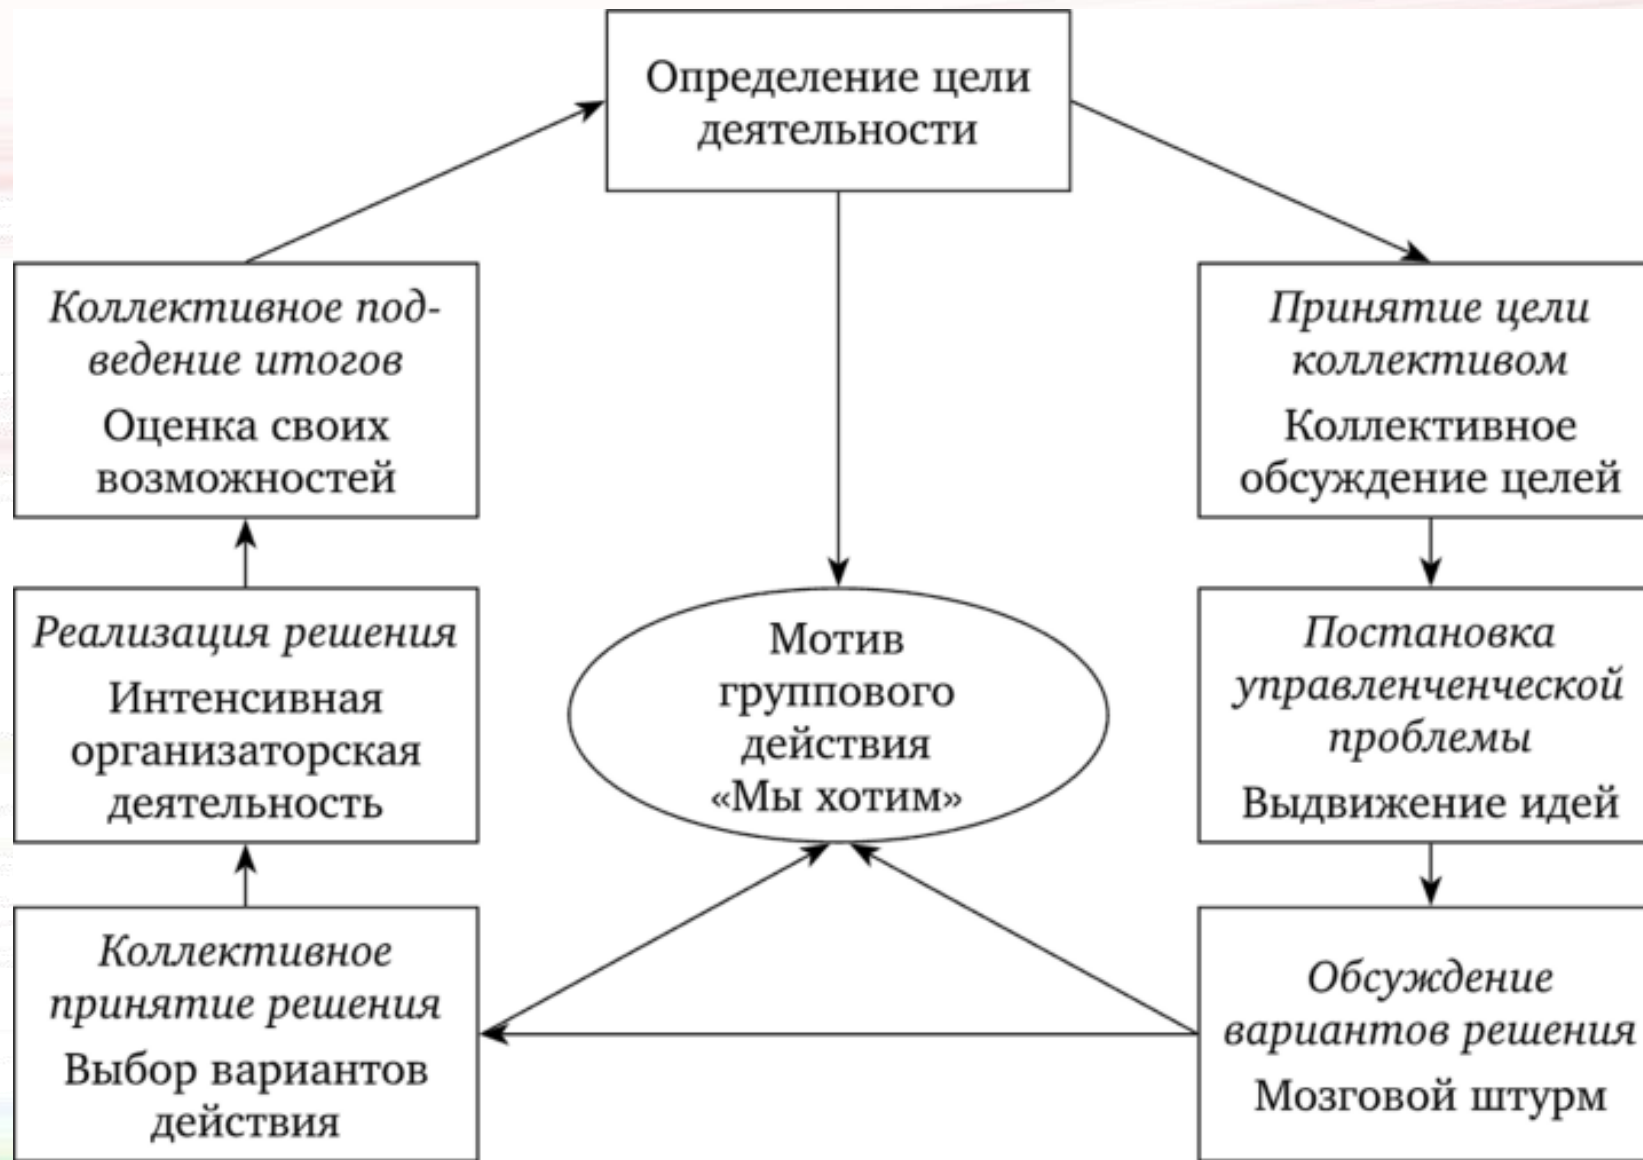 Определение цели
деятельности
Коллективное под-
ведение итогов
Оценка своих
возможностей
Принятие цели
коллективом
Коллективное
обсуждение целей
Реализация решения
Интенсивная
организаторская
деятельность
Мотив
группового
действия
«Мы хотим»
Постановка
управленченческой
проблемы
Выдвижение идей
Коллективное
принятие решения
Выбор вариантов
действия
Обсуждение
вариантов решения
Мозговой штурм